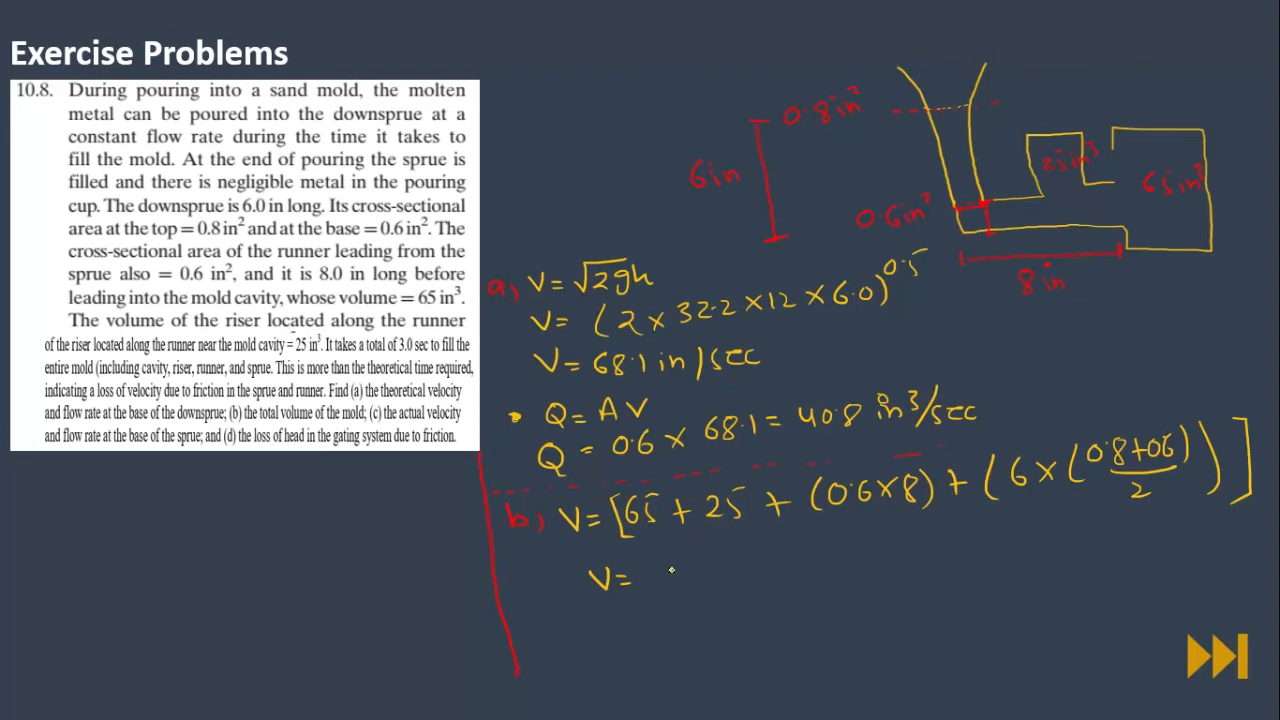 Exercise Problems
10.8. During pouring into a sand mold, the molten
metal can be poured into the downsprue at a
constant flow rate during the time it takes to
fill the mold. At the end of pouring the sprue is
filled and there is negligible metal in the pouring
cup. The downsprue is 6.0 in long. Its cross-sectional
area at the top = 0.8 in² and at the base = 0.6 in². The
cross-sectional area of the runner leading from the
sprue also = 0.6 in², and it is 8.0 in long before
leading into the mold cavity, whose volume = 65 in³.
The volume of the riser located along the runner
of the riser located along the runner near the mold cavity = 25 in³. It takes a total of 3.0 sec to fill the
entire mold (including cavity, riser, runner, and sprue. This is more than the theoretical time required,
indicating a loss of velocity due to friction in the sprue and runner. Find (a) the theoretical velocity
and flow rate at the base of the downsprue; (b) the total volume of the mold; (c) the actual velocity
and flow rate at the base of the sprue; and (d) the loss of head in the gating system due to friction.
0.8in²
6in
25in³
65in³
0.6in²
8in
a) V = √2gh
V = (2 × 32.2 × 12 × 6.0)^0.5
V = 68.1 in / sec
• Q = A V
Q = 0.6 × 68.1 = 40.8 in³/sec
b) V = [65 + 25 + (0.6×8) + (6 × (0.8+06)/2)]
V =